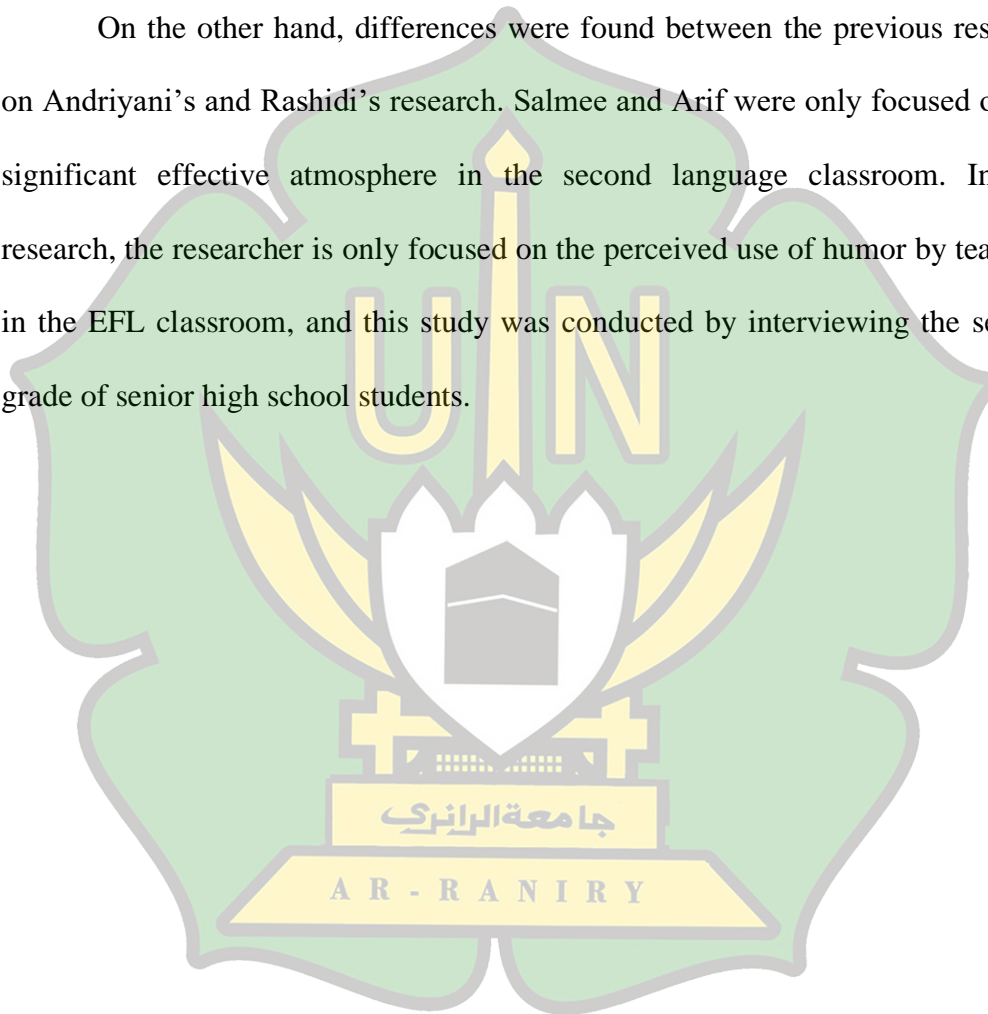 On the other hand, differences were found between the previous res
on Andriyani’s and Rashidi’s research. Salmee and Arif were only focused
significant effective atmosphere in the second language classroom. In
research, the researcher is only focused on the perceived use of humor by tea
in the EFL classroom, and this study was conducted by interviewing the
grade of senior high school students.
UIN
جامعة الرانري
AR-RANIRY